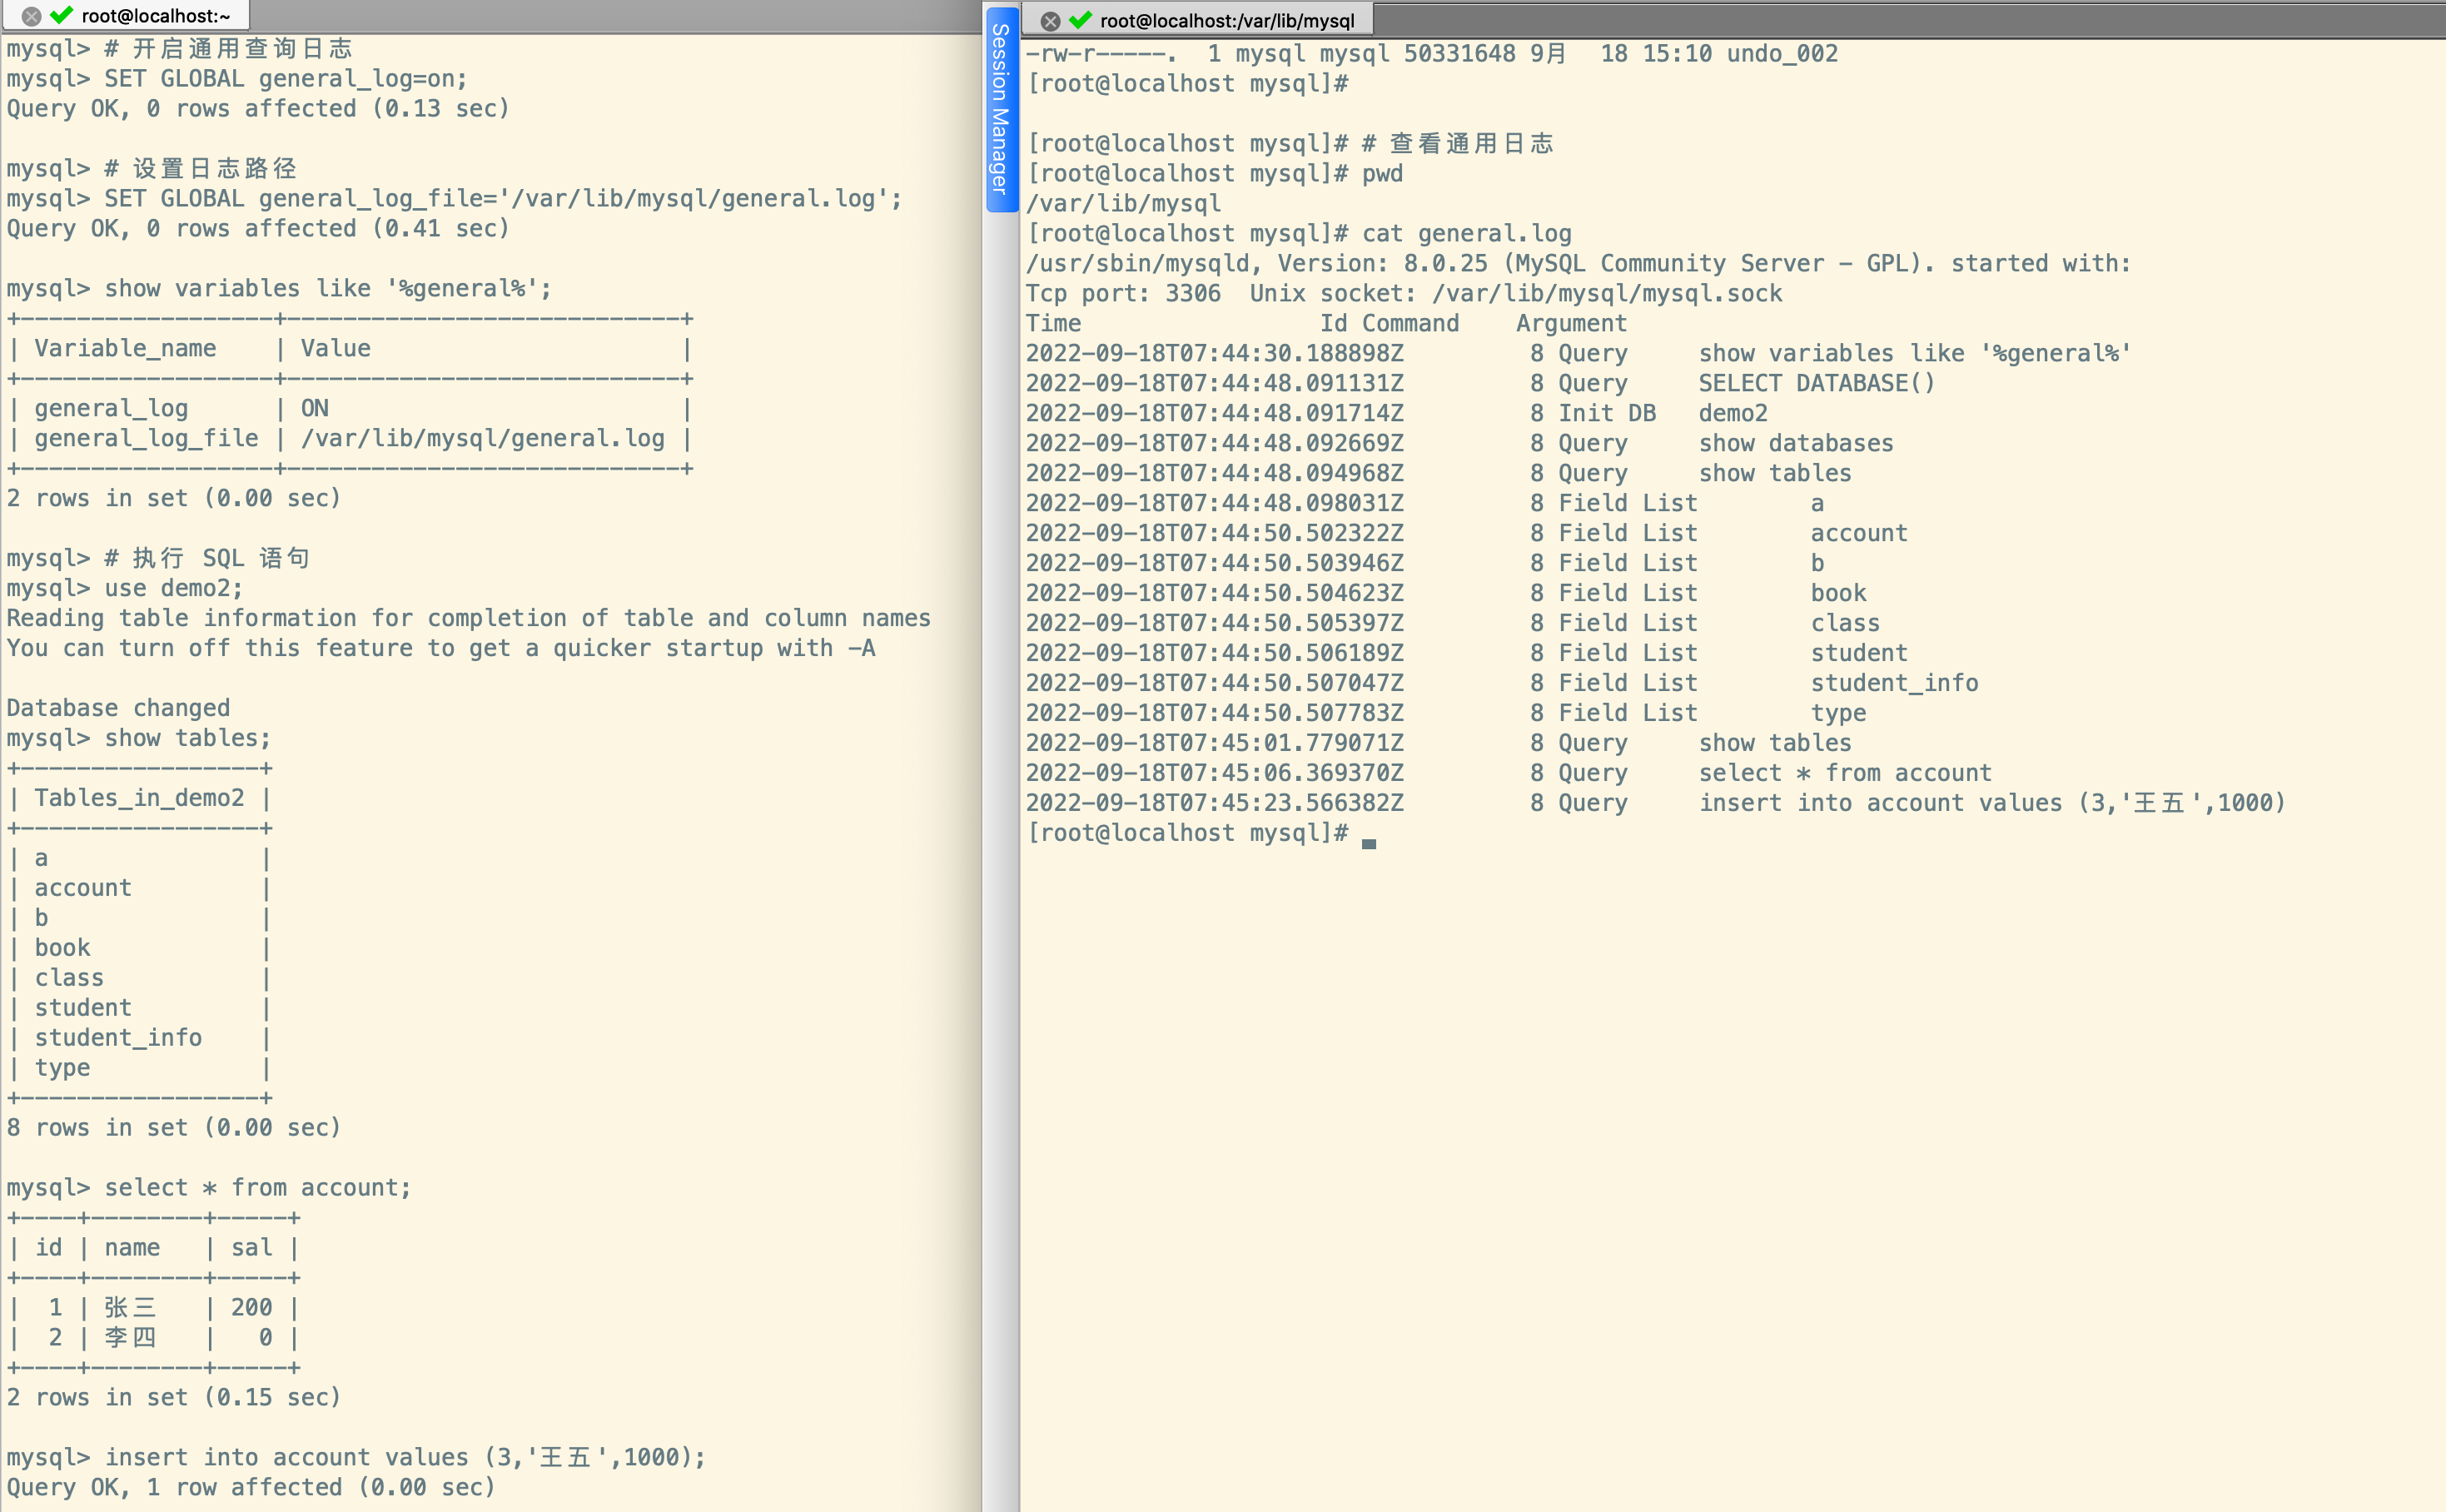 root@localhost:~
mysql> # 开启通用查询日志
mysql> SET GLOBAL general_log=on;
Query OK, 0 rows affected (0.13 sec)
mysql> # 设置日志路径
mysql> SET GLOBAL general_log_file='/var/lib/mysql/general.log';
Query OK, 0 rows affected (0.41 sec)
mysql> show variables like '%general%';
+------------------+----------------------------+
| Variable_name    | Value                      |
+------------------+----------------------------+
| general_log      | ON                         |
| general_log_file | /var/lib/mysql/general.log |
+------------------+----------------------------+
2 rows in set (0.00 sec)
mysql> # 执行 SQL 语句
mysql> use demo2;
Reading table information for completion of table and column names
You can turn off this feature to get a quicker startup with -A
Database changed
mysql> show tables;
+-----------------+
| Tables_in_demo2 |
+-----------------+
| a               |
| account         |
| b               |
| book            |
| class           |
| student         |
| student_info    |
| type            |
+-----------------+
8 rows in set (0.00 sec)
mysql> select * from account;
+----+--------+-----+
| id | name   | sal |
+----+--------+-----+
|  1 | 张三   | 200 |
|  2 | 李四   |   0 |
+----+--------+-----+
2 rows in set (0.15 sec)
mysql> insert into account values (3,'王五',1000);
Query OK, 1 row affected (0.00 sec)
Session Manager
root@localhost:/var/lib/mysql
-rw-r-----.  1 mysql mysql 50331648 9月  18 15:10 undo_002
[root@localhost mysql]#
[root@localhost mysql]# # 查看通用日志
[root@localhost mysql]# pwd
/var/lib/mysql
[root@localhost mysql]# cat general.log
/usr/sbin/mysqld, Version: 8.0.25 (MySQL Community Server - GPL). started with:
Tcp port: 3306  Unix socket: /var/lib/mysql/mysql.sock
Time                 Id Command    Argument
2022-09-18T07:44:30.188898Z         8 Query     show variables like '%general%'
2022-09-18T07:44:48.091131Z         8 Query     SELECT DATABASE()
2022-09-18T07:44:48.091714Z         8 Init DB   demo2
2022-09-18T07:44:48.092669Z         8 Query     show databases
2022-09-18T07:44:48.094968Z         8 Query     show tables
2022-09-18T07:44:48.098031Z         8 Field List        a
2022-09-18T07:44:50.502322Z         8 Field List        account
2022-09-18T07:44:50.503946Z         8 Field List        b
2022-09-18T07:44:50.504623Z         8 Field List        book
2022-09-18T07:44:50.505397Z         8 Field List        class
2022-09-18T07:44:50.506189Z         8 Field List        student
2022-09-18T07:44:50.507047Z         8 Field List        student_info
2022-09-18T07:44:50.507783Z         8 Field List        type
2022-09-18T07:45:01.779071Z         8 Query     show tables
2022-09-18T07:45:06.369370Z         8 Query     select * from account
2022-09-18T07:45:23.566382Z         8 Query     insert into account values (3,'王五',1000)
[root@localhost mysql]#